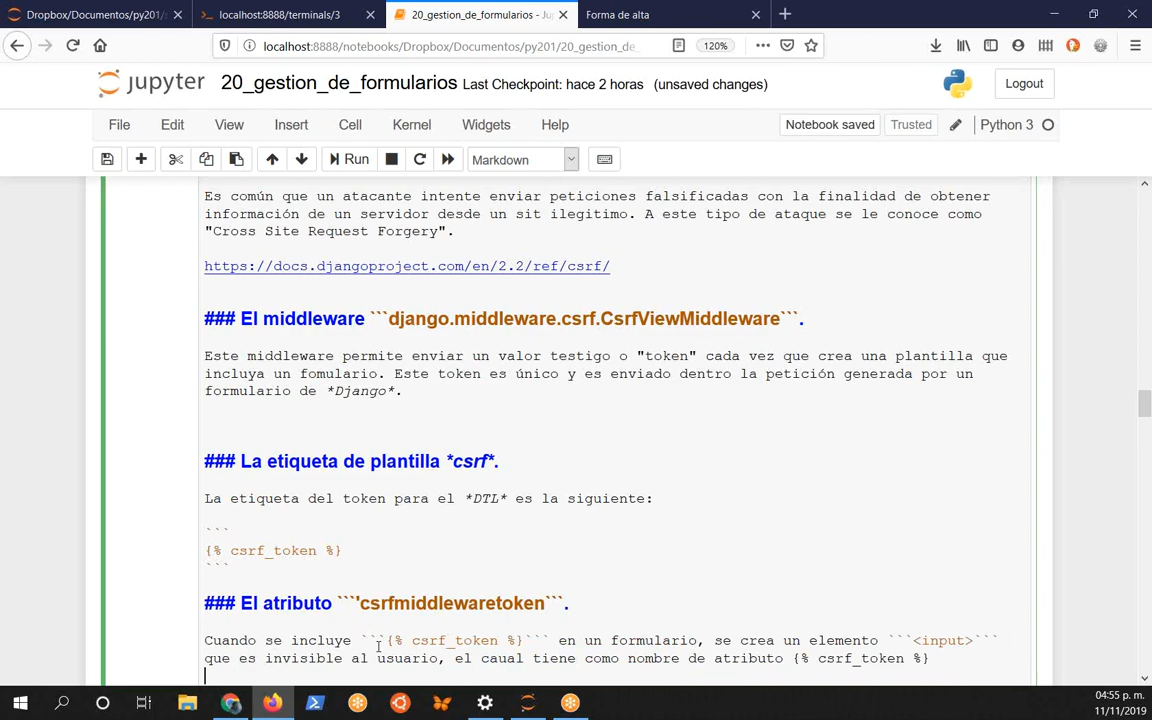 Dropbox/Documentos/py201/
localhost:8888/terminals/3
20_gestion_de_formularios - Ju
Forma de alta
localhost:8888/notebooks/Dropbox/Documentos/py201/20_gestion_de_
120%
jupyter
20_gestion_de_formularios Last Checkpoint: hace 2 horas (unsaved changes)
Logout
File Edit View Insert Cell Kernel Widgets Help
Notebook saved Trusted Python 3
Run Markdown
Es común que un atacante intente enviar peticiones falsificadas con la finalidad de obtener
información de un servidor desde un sit ilegitimo. A este tipo de ataque se le conoce como
"Cross Site Request Forgery".
https://docs.djangoproject.com/en/2.2/ref/csrf/
### El middleware ```django.middleware.csrf.CsrfViewMiddleware```.
Este middleware permite enviar un valor testigo o "token" cada vez que crea una plantilla que
incluya un fomulario. Este token es único y es enviado dentro la petición generada por un
formulario de *Django*.
### La etiqueta de plantilla *csrf*.
La etiqueta del token para el *DTL* es la siguiente:
```
{% csrf_token %}
```
### El atributo ```'csrfmiddlewaretoken```.
Cuando se incluye ```{% csrf_token %}``` en un formulario, se crea un elemento ```<input>```
que es invisible al usuario, el caual tiene como nombre de atributo {% csrf_token %}
04:55 p. m.
11/11/2019